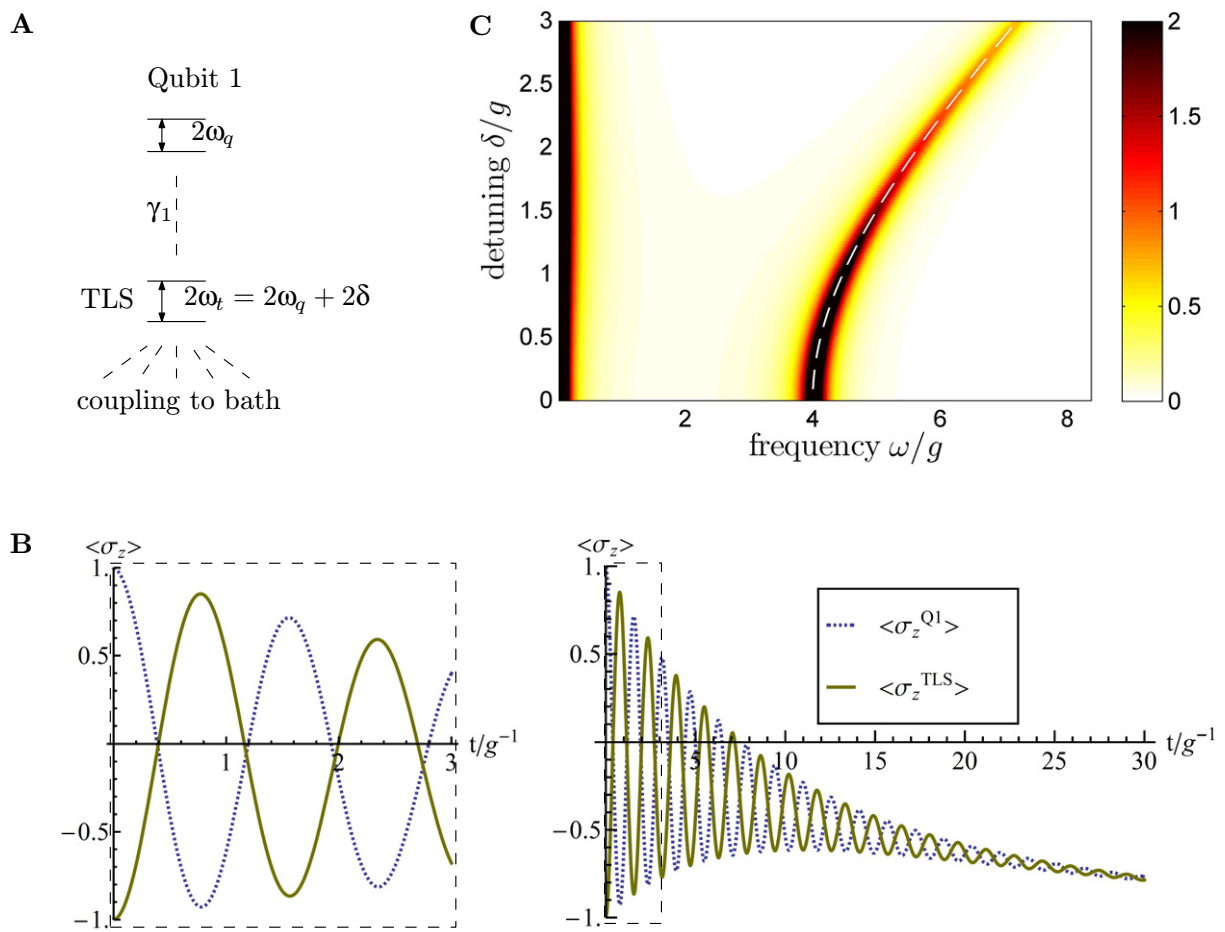 A
Qubit 1
2ω_q
γ_1
TLS
2ω_t = 2ω_q + 2δ
coupling to bath
C
3
2.5
2
1.5
1
0.5
0
detuning δ/g
2
4
6
8
frequency ω/g
2
1.5
1
0.5
0
B
<σ_z>
1.
0.5
−0.5
−1.
1
2
3
t/g^−1
<σ_z>
1.
0.5
−0.5
−1.
5
10
15
20
25
30
t/g^−1
<σ_z^Q1>
<σ_z^TLS>